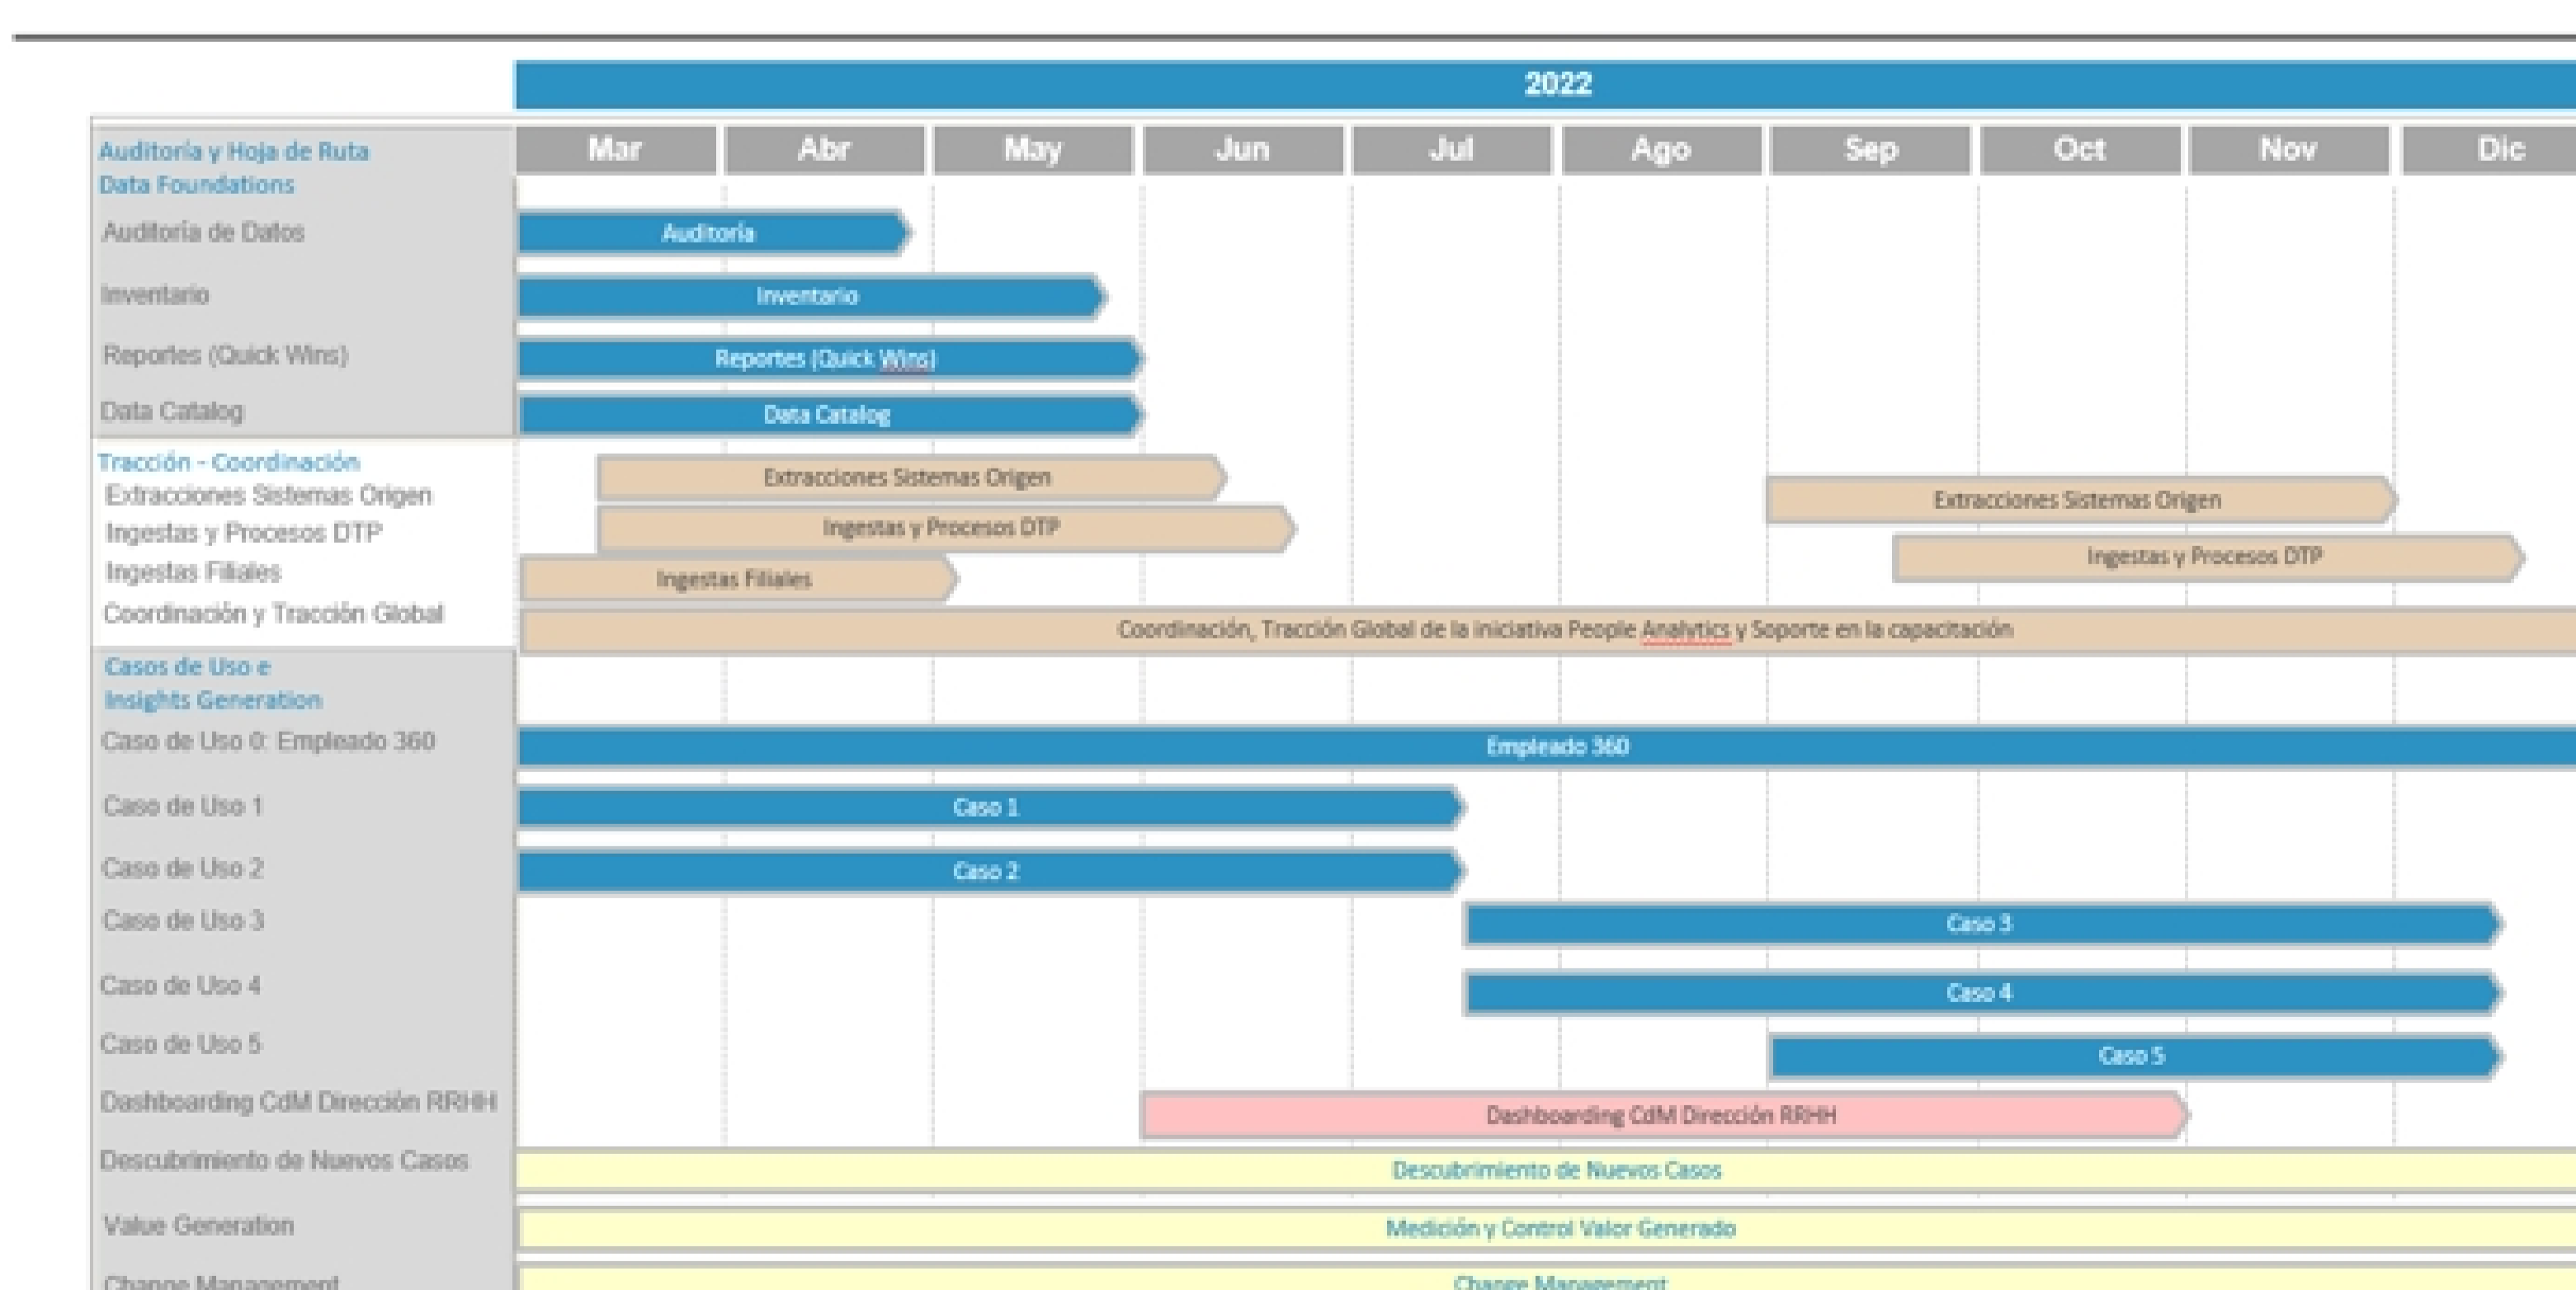 2022
Mar Abr May Jun Jul Ago Sep Oct Nov Dic
Auditoría y Hoja de Ruta
Data Foundations
Auditoría de Datos
Auditoría
Inventario
Inventario
Reportes (Quick Wins)
Reportes (Quick Wins)
Data Catalog
Data Catalog
Tracción - Coordinación
Extracciones Sistemas Origen
Extracciones Sistemas Origen
Extracciones Sistemas Origen
Ingestas y Procesos DTP
Ingestas y Procesos DTP
Ingestas y Procesos DTP
Ingestas Filiales
Ingestas Filiales
Coordinación y Tracción Global
Coordinación, Tracción Global de la iniciativa People Analytics y Soporte en la capacitación
Casos de Uso e
Insights Generation
Caso de Uso 0: Empleado 360
Empleado 360
Caso de Uso 1
Caso 1
Caso de Uso 2
Caso 2
Caso de Uso 3
Caso 3
Caso de Uso 4
Caso 4
Caso de Uso 5
Caso 5
Dashboarding CdM Dirección RRHH
Dashboarding CdM Dirección RRHH
Descubrimiento de Nuevos Casos
Descubrimiento de Nuevos Casos
Value Generation
Medición y Control Valor Generado
Change Management
Change Management